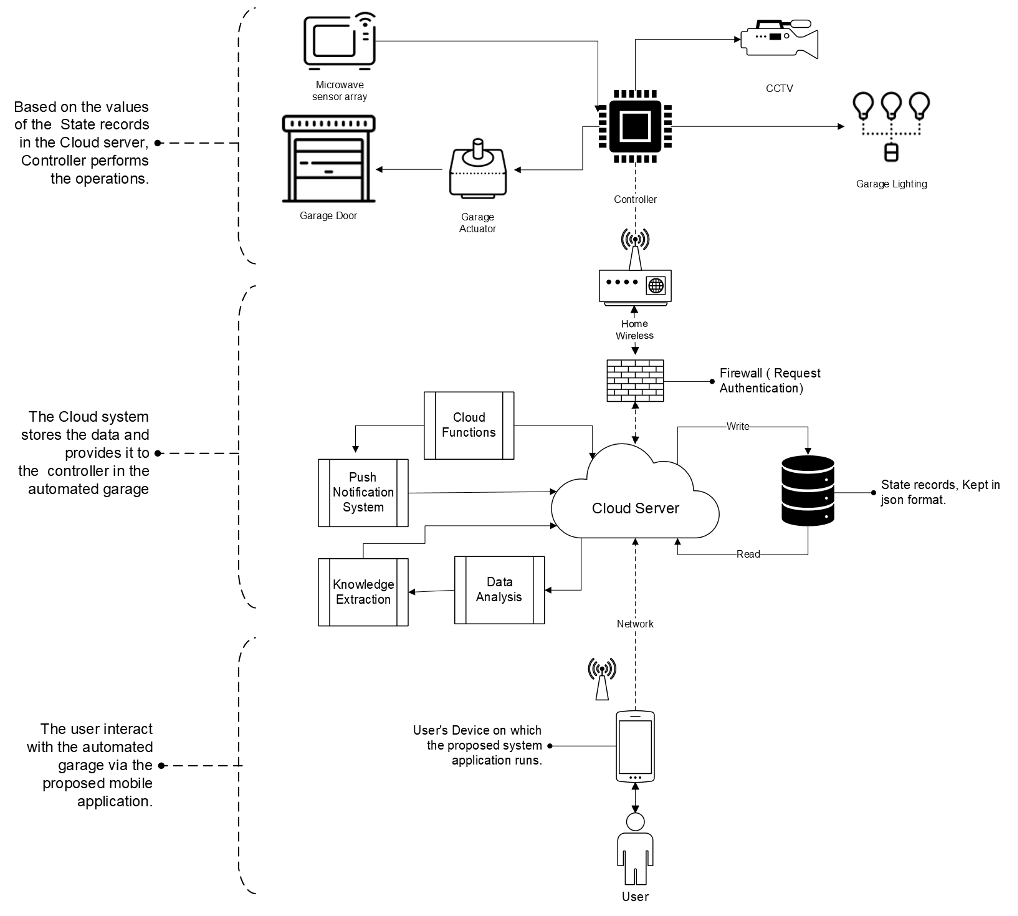 Microwave
sensor array
CCTV
Based on the values
of the State records
in the Cloud server,
Controller performs
the operations.
Garage Lighting
Controller
Garage Door
Garage
Actuator
Home
Wireless
Firewall ( Request
Authentication)
The Cloud system
stores the data and
provides it to
the controller in the
automated garage
Cloud
Functions
Write
Push
Notification
System
Cloud Server
State records, Kept in
json format.
Read
Knowledge
Extraction
Data
Analysis
Network
The user interact
with the automated
garage via the
proposed mobile
application.
User's Device on which
the proposed system
application runs.
User